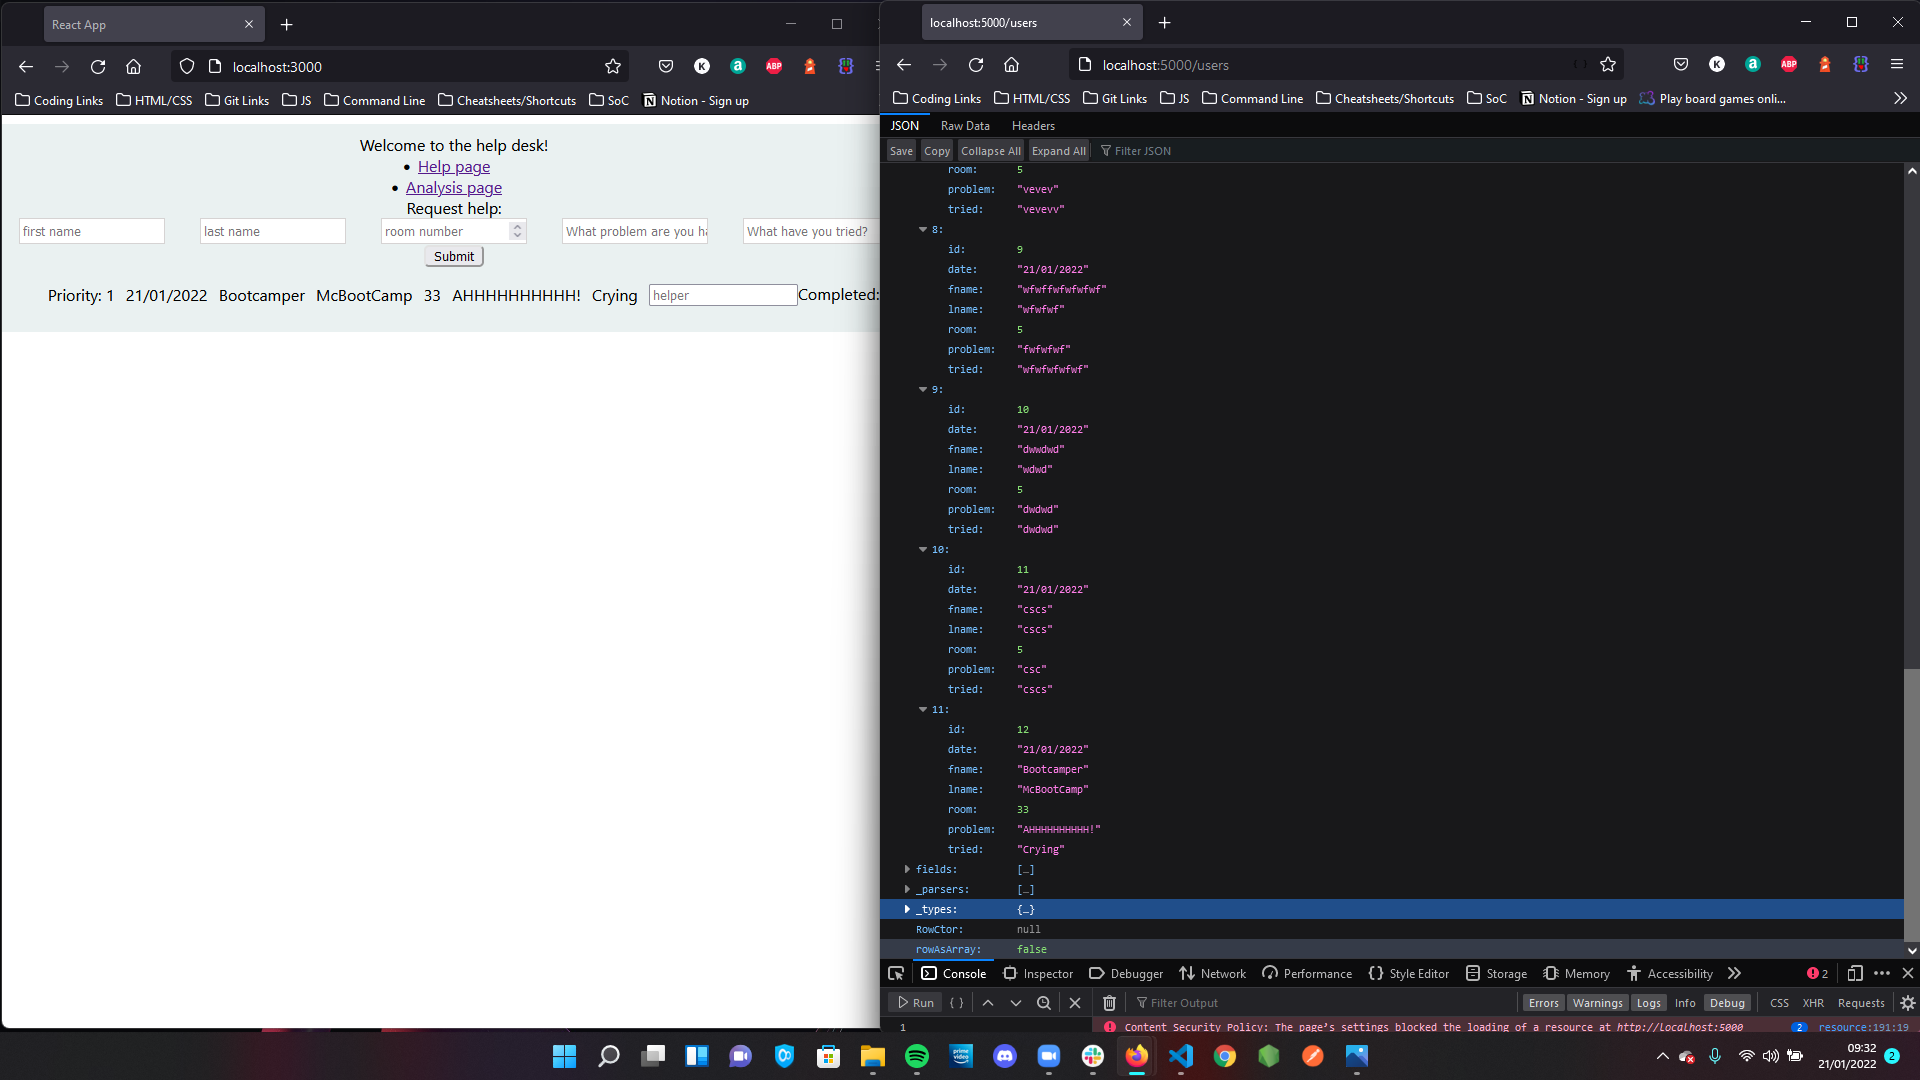 React App
localhost:3000
Coding Links HTML/CSS Git Links JS Command Line Cheatsheets/Shortcuts SoC Notion - Sign up
Welcome to the help desk!
Help page
Analysis page
Request help:
first name last name room number What problem are you ha What have you tried?
Submit
Priority: 1 21/01/2022 Bootcamper McBootCamp 33 AHHHHHHHHHH! Crying helper Completed:
localhost:5000/users
localhost:5000/users
Coding Links HTML/CSS Git Links JS Command Line Cheatsheets/Shortcuts SoC Notion - Sign up Play board games onli...
JSON Raw Data Headers
Save Copy Collapse All Expand All Filter JSON
room: 5
problem: "vevev"
tried: "vevevv"
8:
id: 9
date: "21/01/2022"
fname: "wfwffwfwfwfwf"
lname: "wfwfwf"
room: 5
problem: "fwfwfwf"
tried: "wfwfwfwfwf"
9:
id: 10
date: "21/01/2022"
fname: "dwwdwd"
lname: "wdwd"
room: 5
problem: "dwdwd"
tried: "dwdwd"
10:
id: 11
date: "21/01/2022"
fname: "cscs"
lname: "cscs"
room: 5
problem: "csc"
tried: "cscs"
11:
id: 12
date: "21/01/2022"
fname: "Bootcamper"
lname: "McBootCamp"
room: 33
problem: "AHHHHHHHHHH!"
tried: "Crying"
fields: […]
_parsers: […]
_types: {…}
RowCtor: null
rowAsArray: false
Console Inspector Debugger Network Performance Style Editor Storage Memory Accessibility 2
Run { } Filter Output Errors Warnings Logs Info Debug CSS XHR Requests
1 Content Security Policy: The page's settings blocked the loading of a resource at http://localhost:5000 2 resource:191:19
09:32
21/01/2022 2